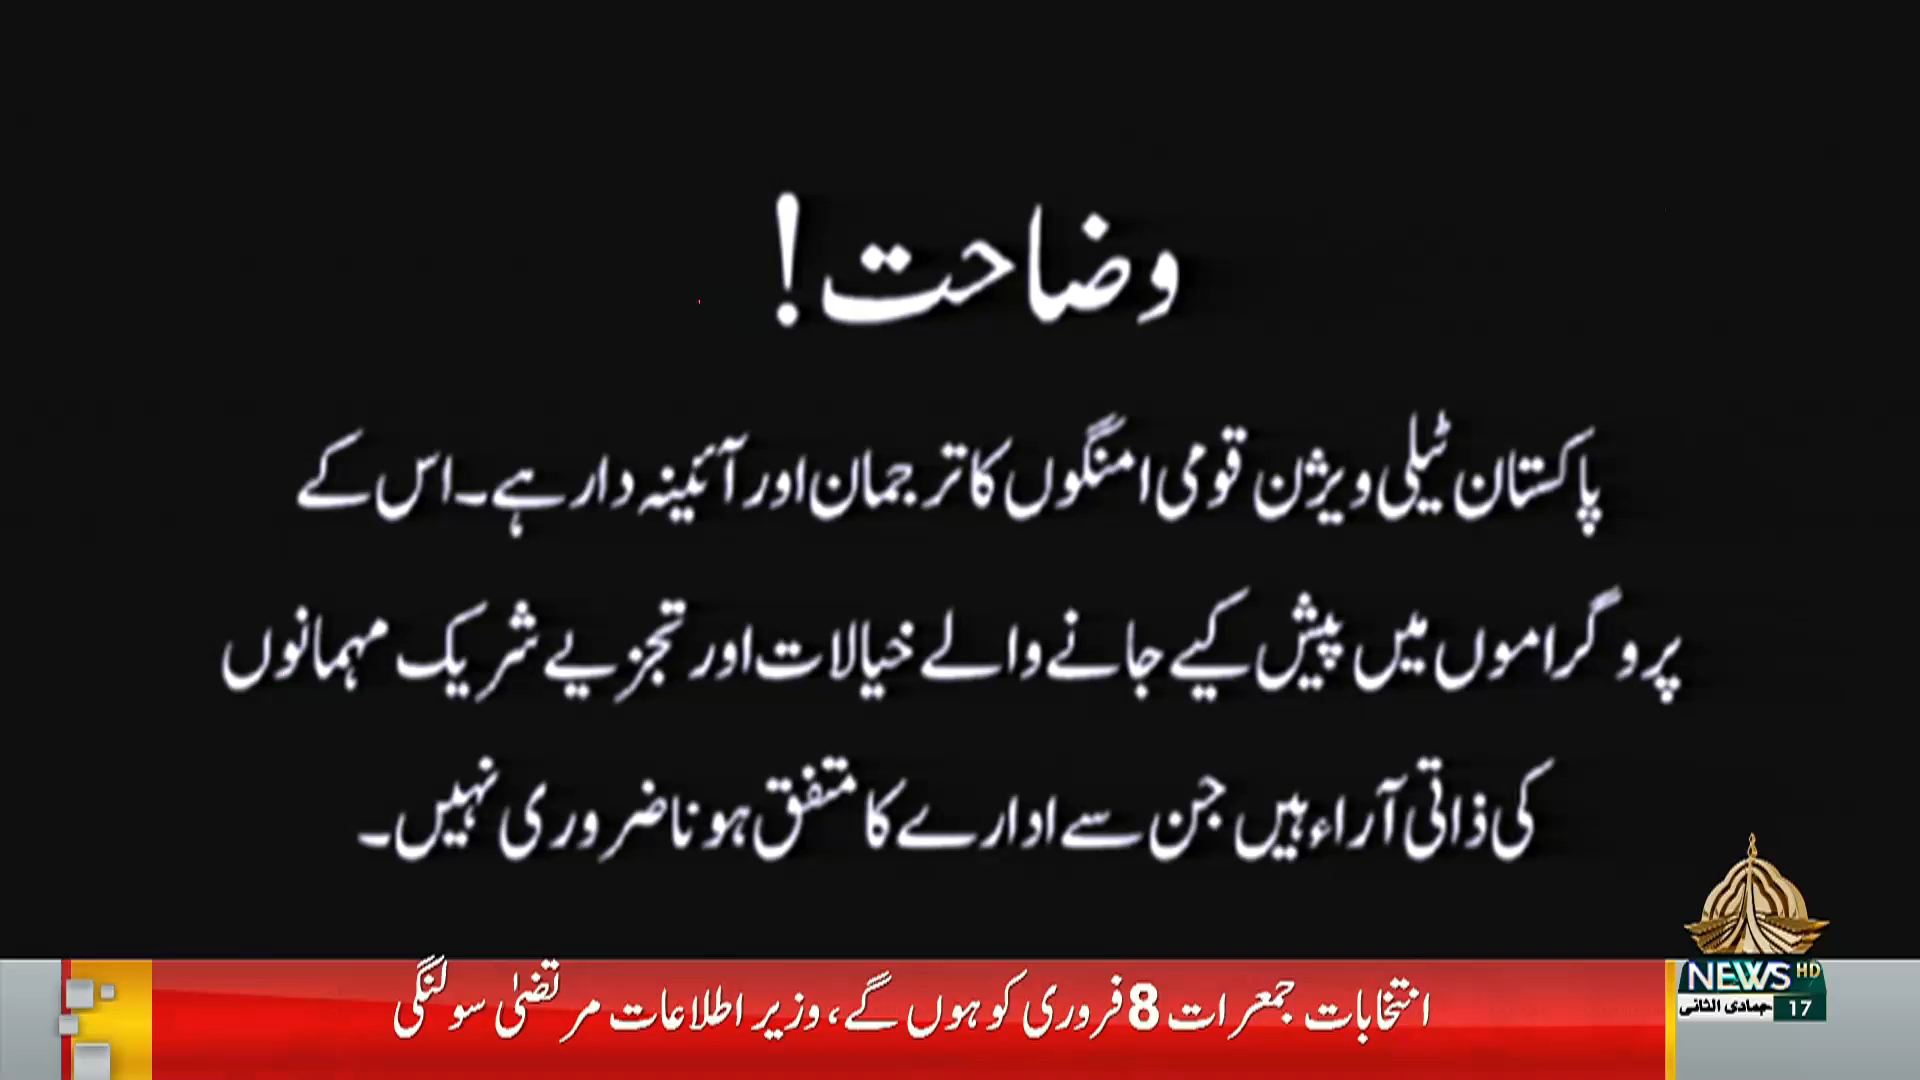 وضاحت!
پاکستان ٹیلی ویژن قومی امنگوں کا ترجمان اور آئینہ دار ہے۔ اس کے
پروگراموں میں پیش کیے جانے والے خیالات اور تجزیے شریک مہمانوں
کی ذاتی آراء ہیں جن سے ادارے کا متفق ہونا ضروری نہیں۔
انتخابات جمعرات 8 فروری کو ہوں گے، وزیر اطلاعات مرتضیٰ سولنگی
NEWS HD
جمادی الثانی 17